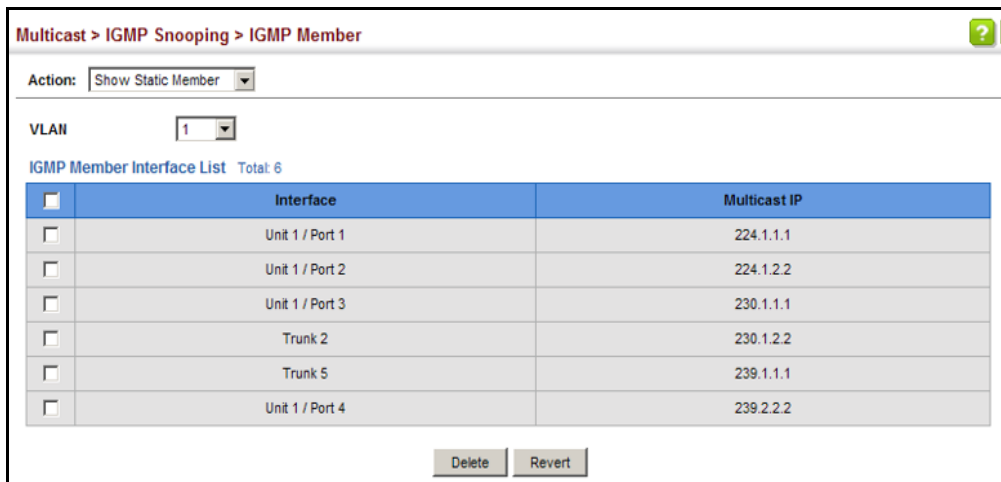 Multicast > IGMP Snooping > IGMP Member
?
Action: Show Static Member
VLAN 1
IGMP Member Interface List Total: 6
Interface Multicast IP
Unit 1 / Port 1 224.1.1.1
Unit 1 / Port 2 224.1.2.2
Unit 1 / Port 3 230.1.1.1
Trunk 2 230.1.2.2
Trunk 5 239.1.1.1
Unit 1 / Port 4 239.2.2.2
Delete Revert